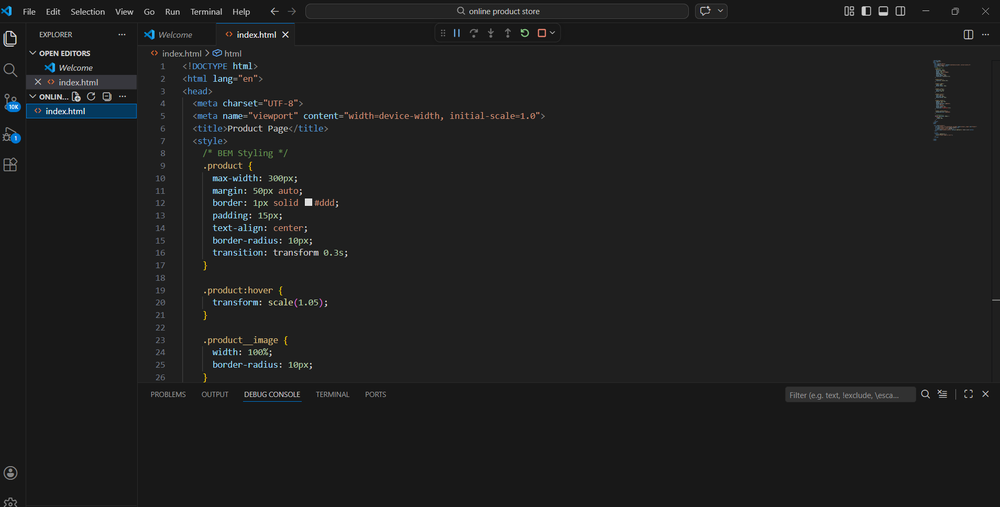 File Edit Selection View Go Run Terminal Help
online product store
EXPLORER
OPEN EDITORS
Welcome
index.html
ONLIN...
index.html
10K
1
Welcome
index.html
index.html > html
1 <!DOCTYPE html>
2 <html lang="en">
3 <head>
4 <meta charset="UTF-8">
5 <meta name="viewport" content="width=device-width, initial-scale=1.0">
6 <title>Product Page</title>
7 <style>
8 /* BEM Styling */
9 .product {
10 max-width: 300px;
11 margin: 50px auto;
12 border: 1px solid #ddd;
13 padding: 15px;
14 text-align: center;
15 border-radius: 10px;
16 transition: transform 0.3s;
17 }
18
19 .product:hover {
20 transform: scale(1.05);
21 }
22
23 .product__image {
24 width: 100%;
25 border-radius: 10px;
26 }
PROBLEMS OUTPUT DEBUG CONSOLE TERMINAL PORTS
Filter (e.g. text, !exclude, \esca...